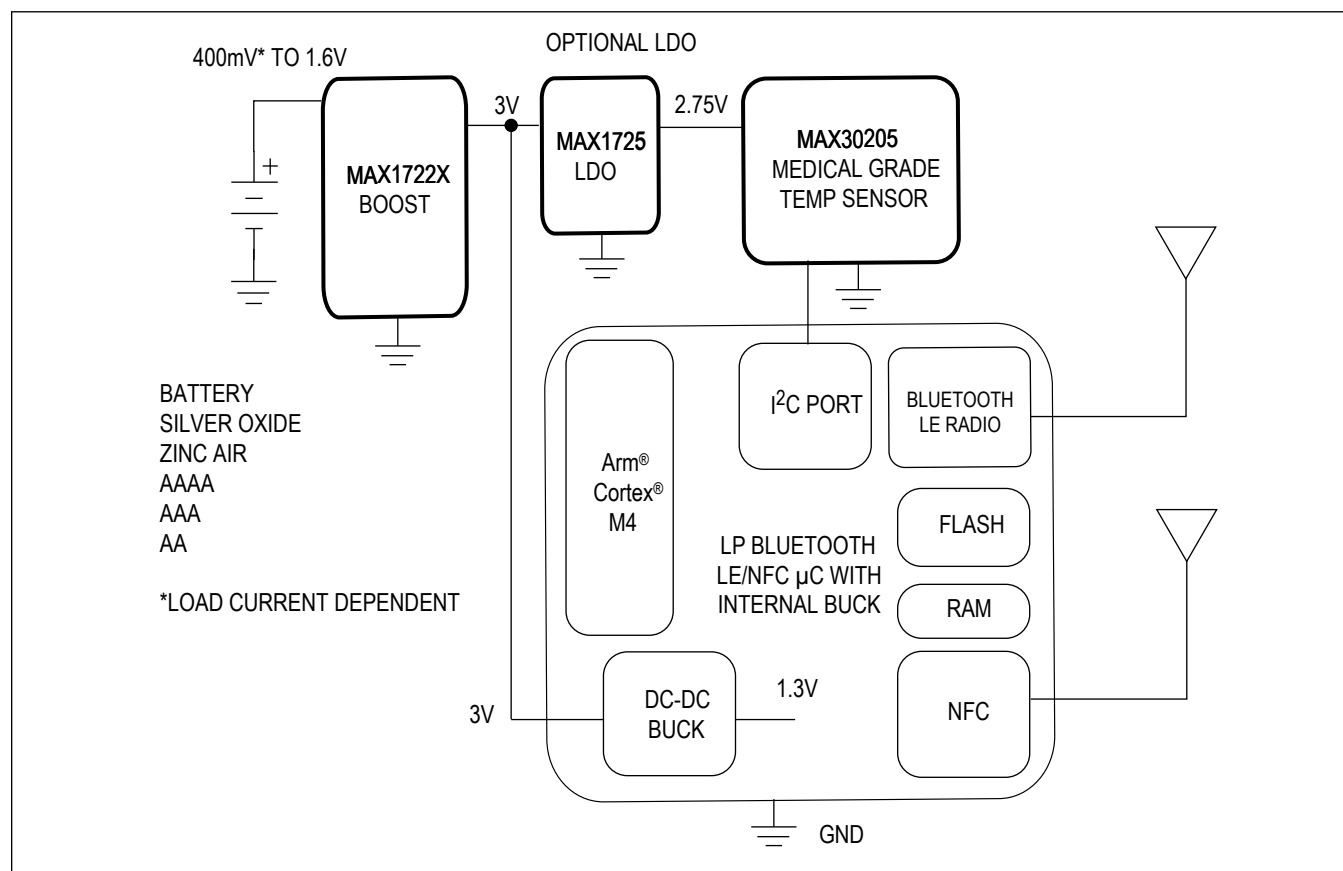 OPTIONAL LDO
400mV* TO 1.6V
3V
2.75V
+
MAX1722X
BOOST
MAX1725
LDO
MAX30205
MEDICAL GRADE
TEMP SENSOR
BATTERY
SILVER OXIDE
ZINC AIR
AAAA
AAA
AA
*LOAD CURRENT DEPENDENT
Arm®
Cortex®
M4
I²C PORT
BLUETOOTH
LE RADIO
FLASH
LP BLUETOOTH
LE/NFC µC WITH
INTERNAL BUCK
RAM
3V
DC-DC
BUCK
1.3V
NFC
GND